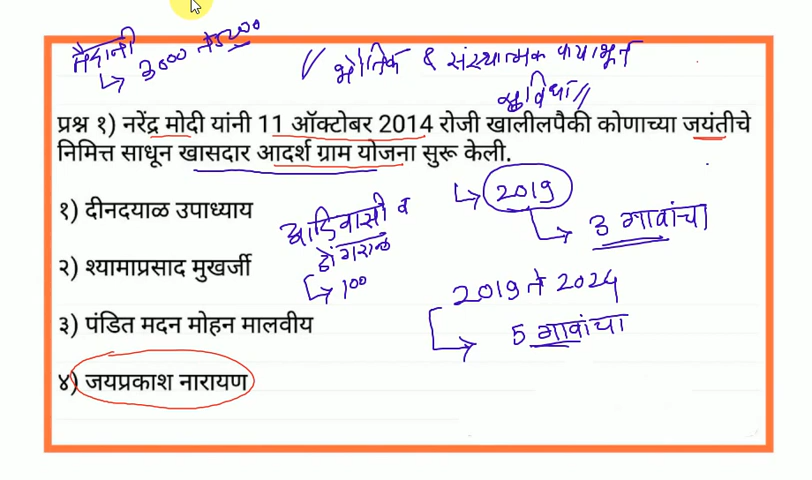 मैदानी
↳ 3000 ते 5200
// भौतिक & संस्थात्मक पायाभूत
सुविधा //
प्रश्न १) नरेंद्र मोदी यांनी 11 ऑक्टोबर 2014 रोजी खालीलपैकी कोणाच्या जयंतीचे
निमित्त साधून खासदार आदर्श ग्राम योजना सुरू केली.
↳ 2019
↳ 3 गावांचा
१) दीनदयाळ उपाध्याय
आदिवासी व
डोंगराळ
↳ 100
२) श्यामाप्रसाद मुखर्जी
2019 ते 2024
↳ 5 गावांचा
३) पंडित मदन मोहन मालवीय
४) जयप्रकाश नारायण